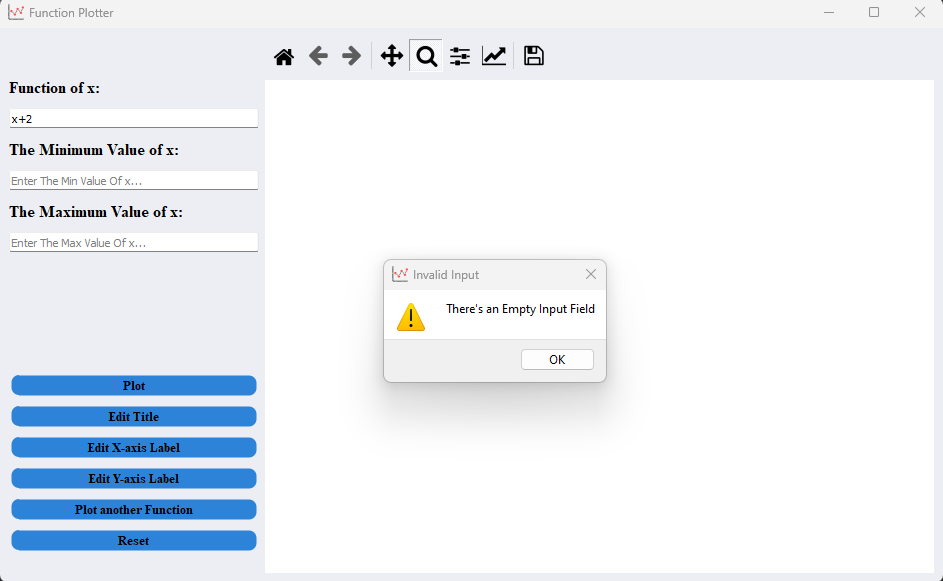 Function Plotter
Function of x:
x+2
The Minimum Value of x:
Enter The Min Value Of x...
The Maximum Value of x:
Enter The Max Value Of x...
Invalid Input
There's an Empty Input Field
OK
Plot
Edit Title
Edit X-axis Label
Edit Y-axis Label
Plot another Function
Reset